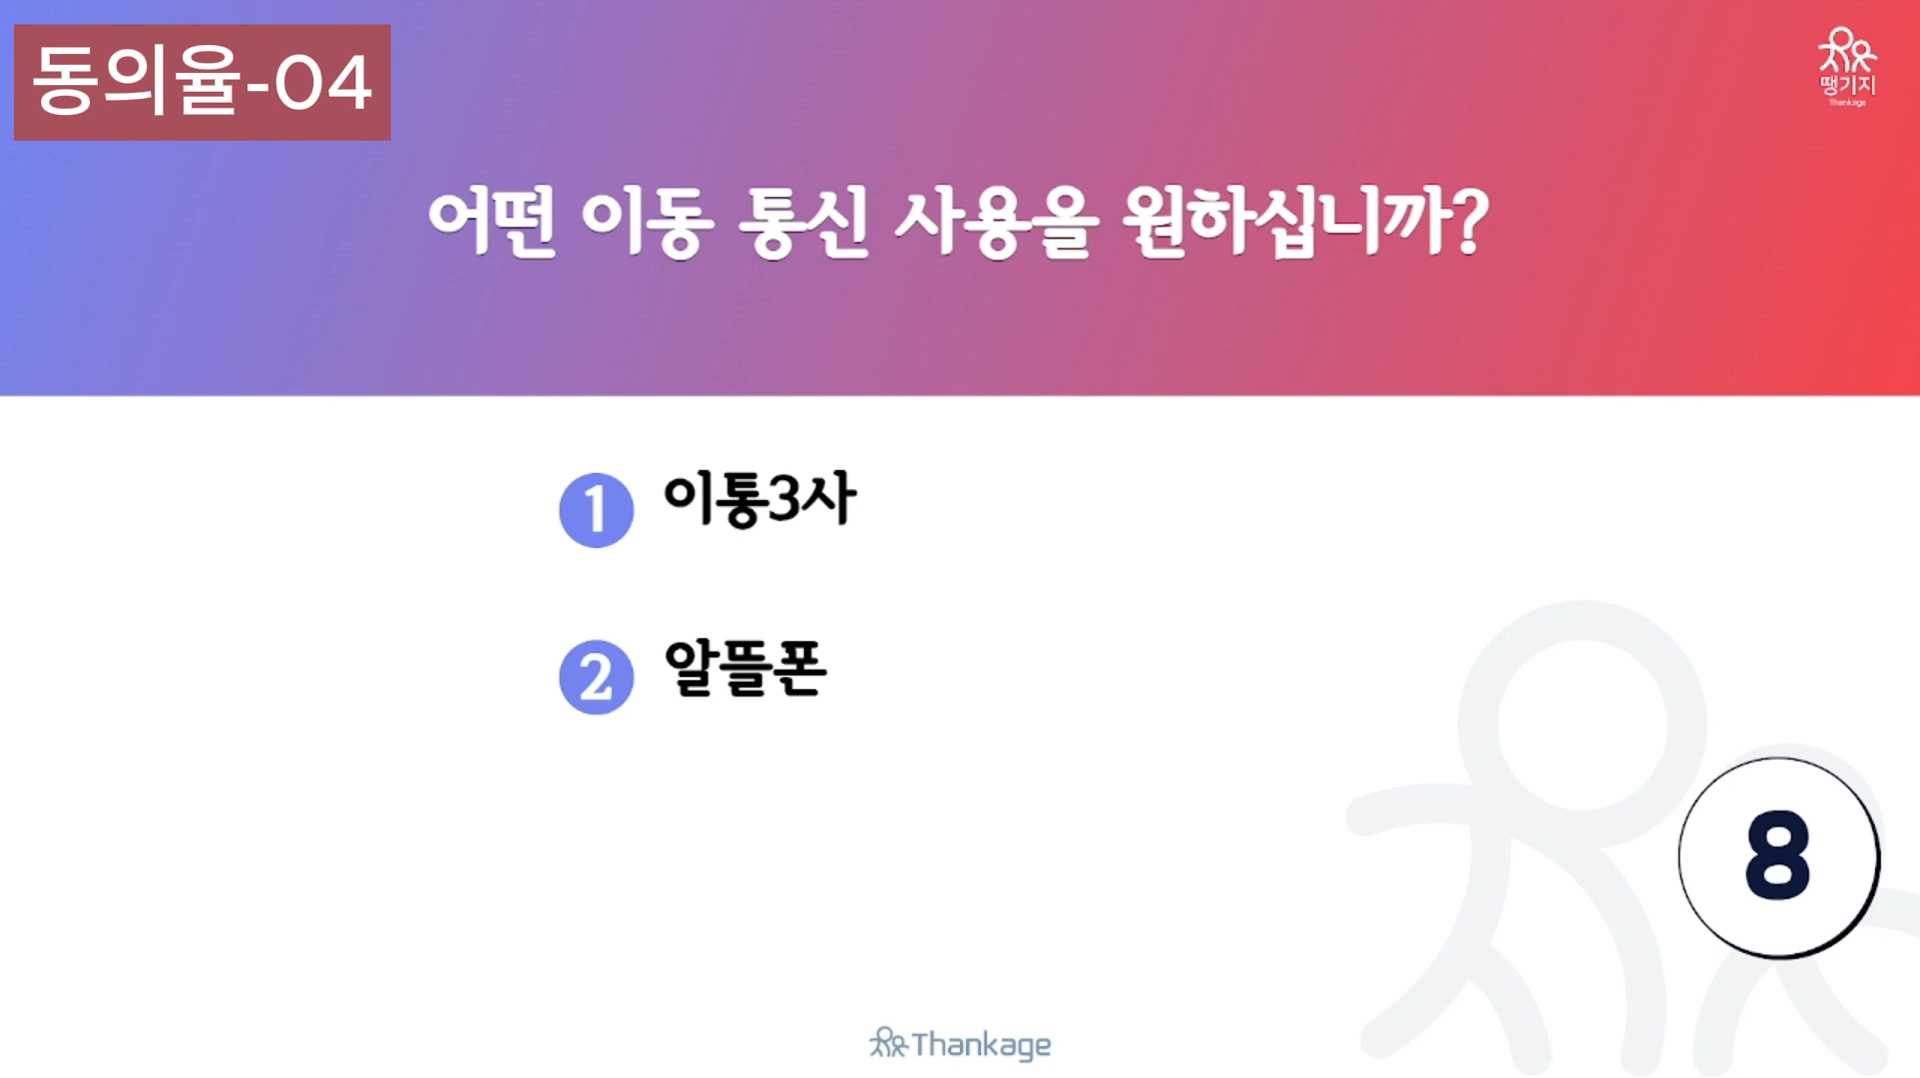 동의율-04
땡기지
Thankage
어떤 이동 통신 사용을 원하십니까?
1 이통3사
2 알뜰폰
8
Thankage